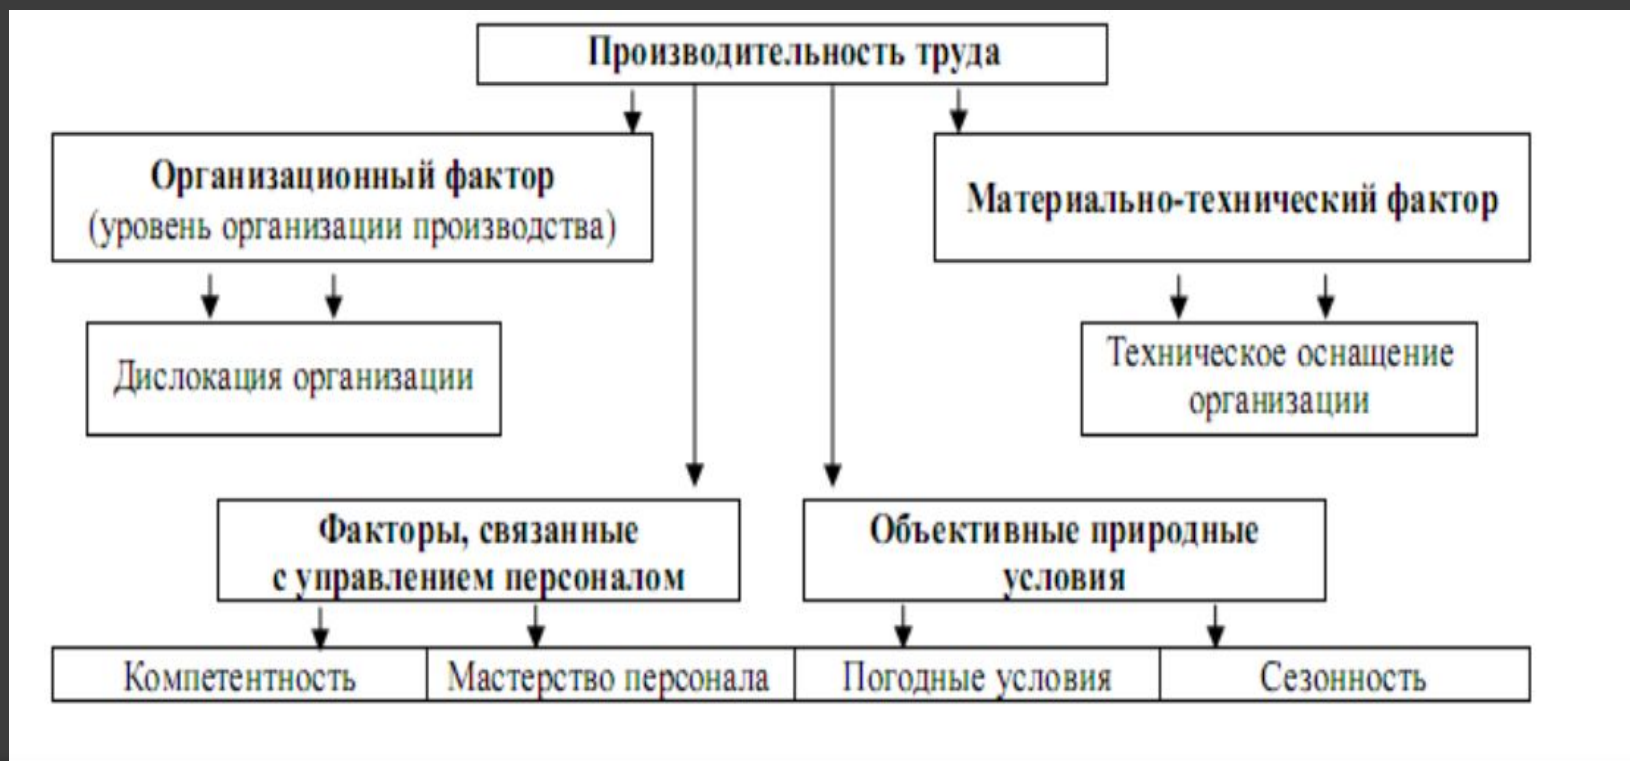 Производительность труда
Организационный фактор
(уровень организации производства)
Материально-технический фактор
Дислокация организации
Техническое оснащение
организации
Факторы, связанные
с управлением персоналом
Объективные природные
условия
Компетентность
Мастерство персонала
Погодные условия
Сезонность